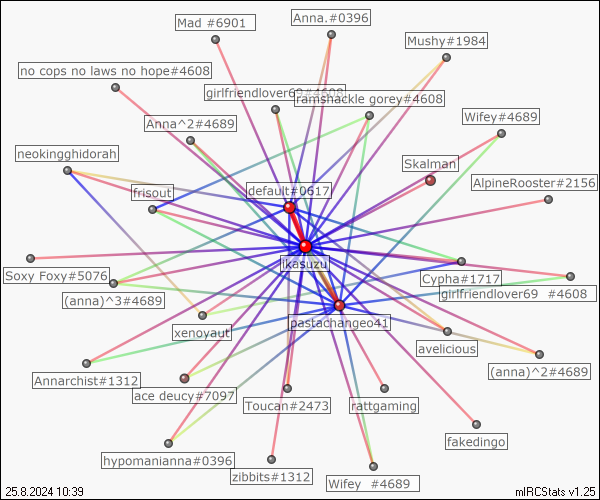 Mad #6901
Anna.#0396
Mushy#1984
no cops no laws no hope#4608
girlfriendlover69#4608
ramshackle gorey#4608
Anna^2#4689
Wifey#4689
neokingghidorah
Skalman
frisout
default#0617
AlpineRooster#2156
ikasuzu
Soxy Foxy#5076
Cypha#1717
(anna)^3#4689
girlfriendlover69 #4608
xenoyaut
pastachangeo41
avelicious
(anna)^2#4689
Annarchist#1312
ace deucy#7097
Toucan#2473
rattgaming
fakedingo
hypomanianna#0396
zibbits#1312
Wifey #4689
25.8.2024 10:39
mIRCStats v1.25